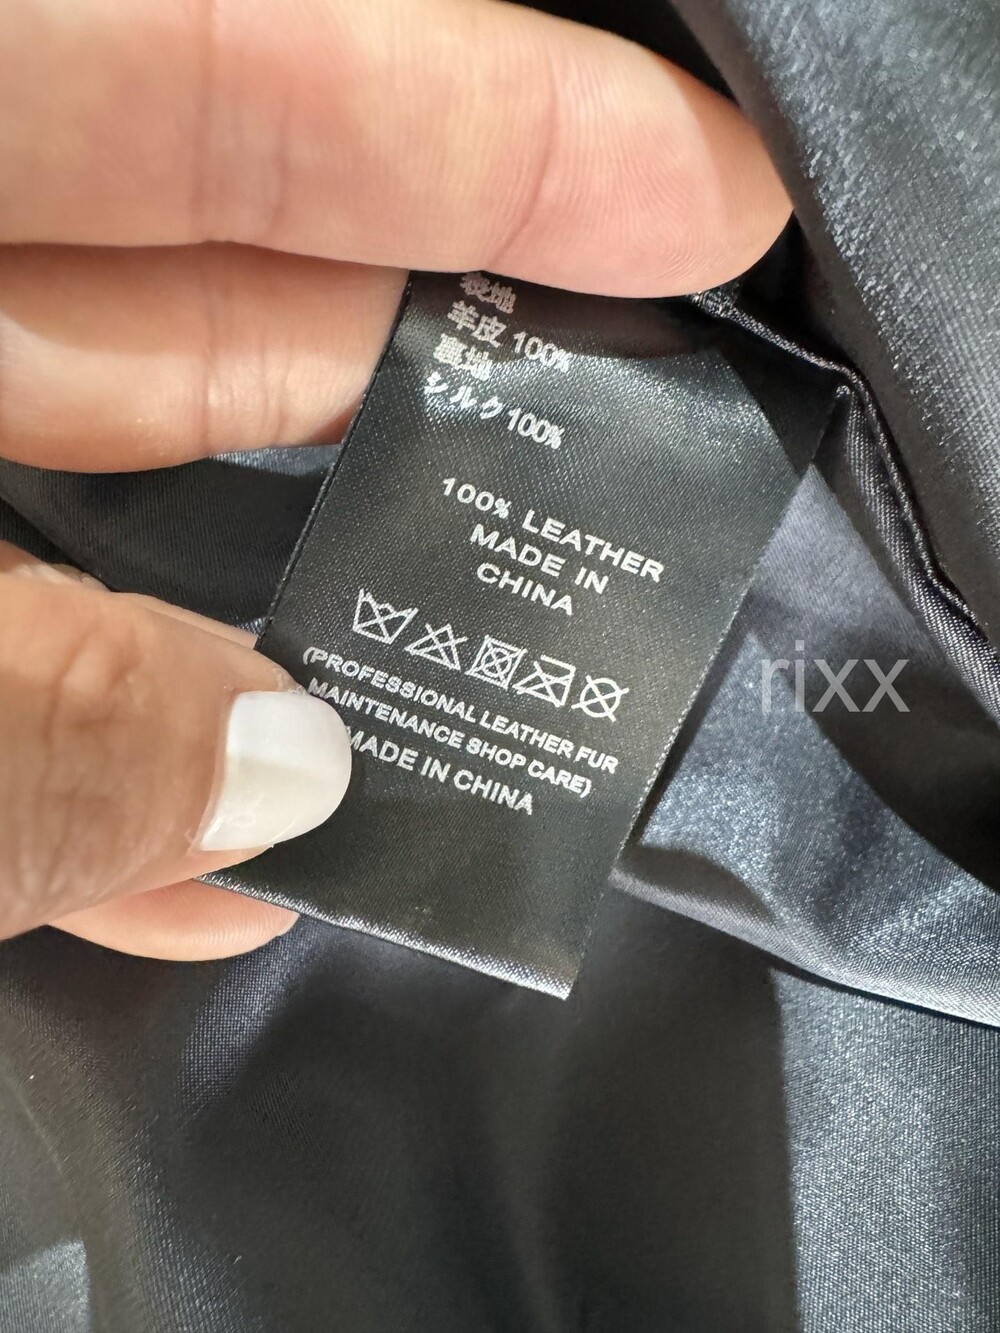 表地
羊皮 100%
裏地
シルク100%
100% LEATHER
MADE IN
CHINA
(PROFESSIONAL LEATHER FUR
MAINTENANCE SHOP CARE)
MADE IN CHINA
rixx